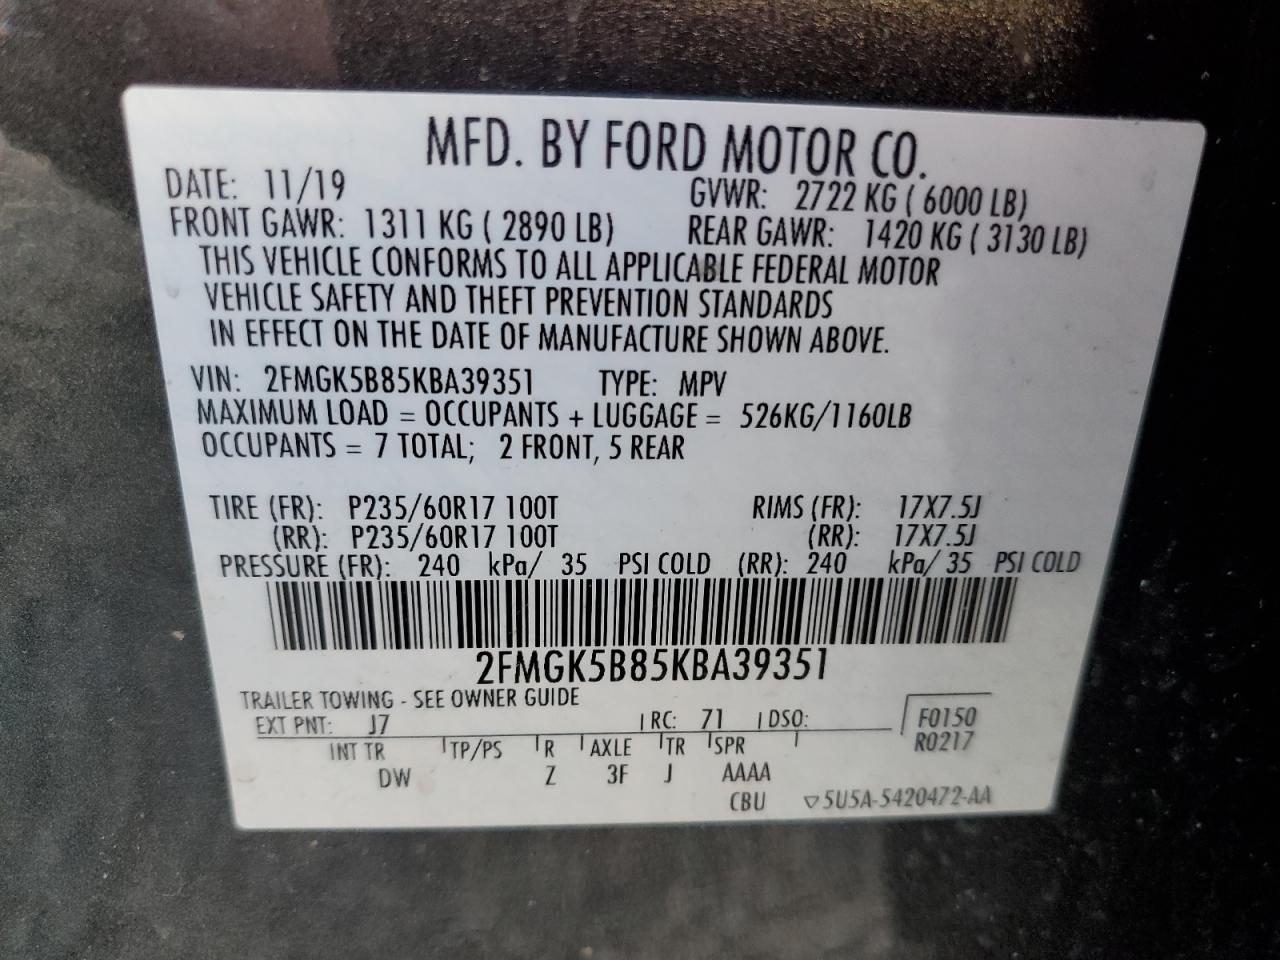 MFD. BY FORD MOTOR CO.
DATE: 11/19 GVWR: 2722 KG ( 6000 LB)
FRONT GAWR: 1311 KG ( 2890 LB) REAR GAWR: 1420 KG ( 3130 LB)
THIS VEHICLE CONFORMS TO ALL APPLICABLE FEDERAL MOTOR
VEHICLE SAFETY AND THEFT PREVENTION STANDARDS
IN EFFECT ON THE DATE OF MANUFACTURE SHOWN ABOVE.
VIN: 2FMGK5B85KBA39351 TYPE: MPV
MAXIMUM LOAD = OCCUPANTS + LUGGAGE = 526KG/1160LB
OCCUPANTS = 7 TOTAL; 2 FRONT, 5 REAR
TIRE (FR): P235/60R17 100T RIMS (FR): 17X7.5J
(RR): P235/60R17 100T (RR): 17X7.5J
PRESSURE (FR): 240 kPa/ 35 PSI COLD (RR): 240 kPa/ 35 PSI COLD
2FMGK5B85KBA39351
TRAILER TOWING - SEE OWNER GUIDE
EXT PNT: J7 RC: 71 DSO: F0150
R0217
INT TR TP/PS R AXLE TR SPR
DW Z 3F J AAAA
CBU ▽5U5A-5420472-AA